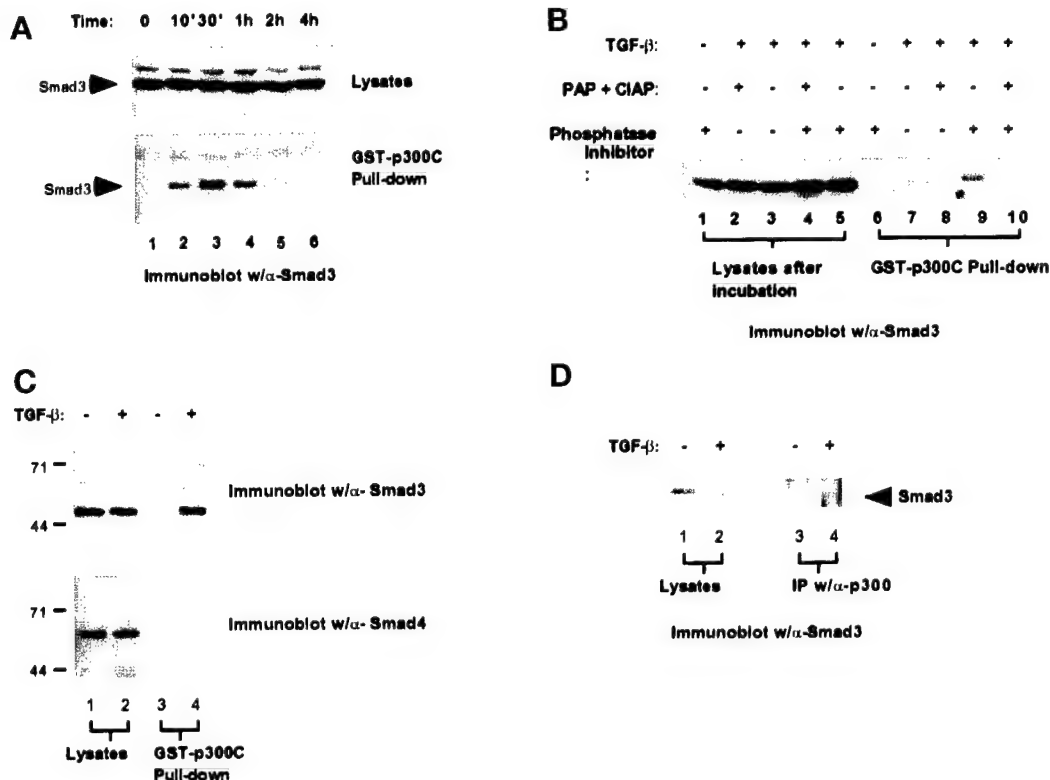 A
Time: 0 10' 30' 1h 2h 4h
Smad3
Lysates
Smad3
GST-p300C
Pull-down
1 2 3 4 5 6
Immunoblot w/α-Smad3
B
TGF-β: - + + + + - + + + +
PAP + CIAP: - + - + - - - + - +
Phosphatase
Inhibitor
:
+ - - + + + - - + +
1 2 3 4 5 6 7 8 9 10
Lysates after
incubation
GST-p300C Pull-down
Immunoblot w/α-Smad3
C
TGF-β: - + - +
71
Immunoblot w/α- Smad3
44
71
Immunoblot w/α- Smad4
44
1 2 3 4
Lysates
GST-p300C
Pull-down
D
TGF-β: - + - +
Smad3
1 2 3 4
Lysates
IP w/α-p300
Immunoblot w/α-Smad3